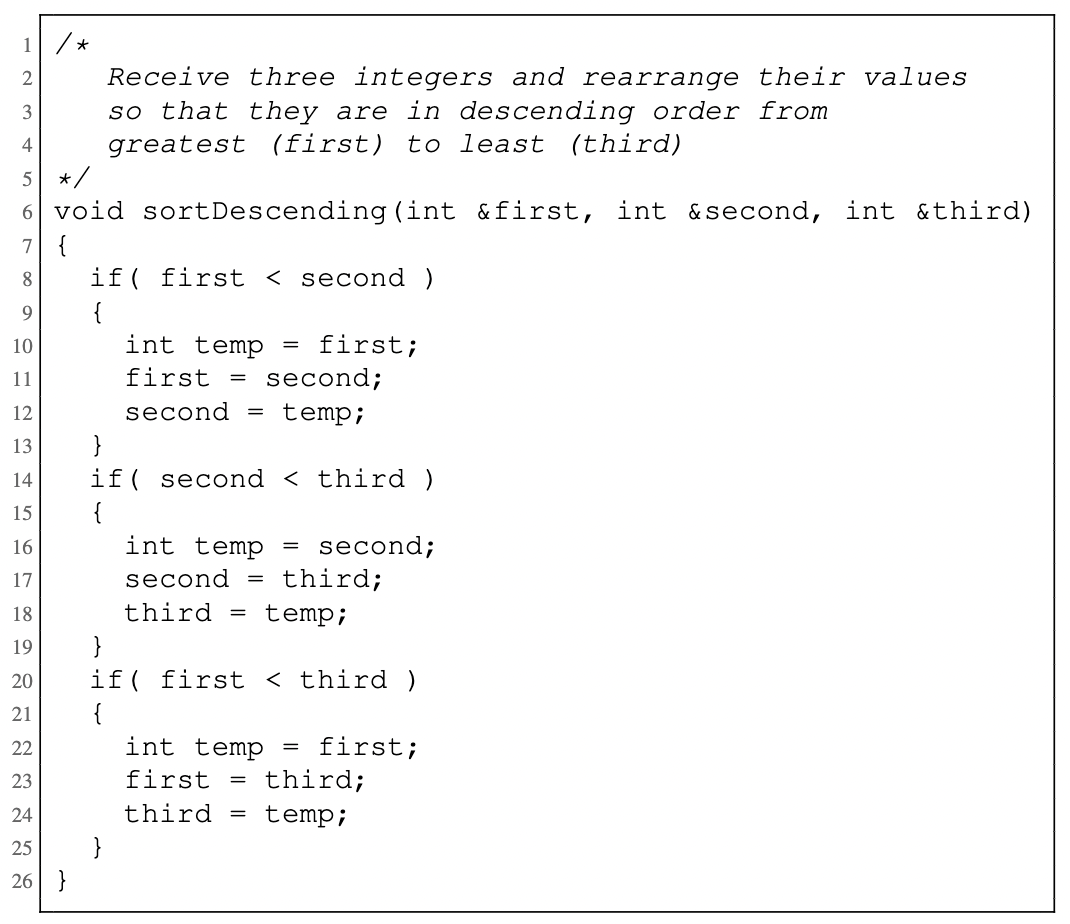 1 /*
2 Receive three integers and rearrange their values
3 so that they are in descending order from
4 greatest (first) to least (third)
5 */
6 void sortDescending(int &first, int &second, int &third)
7 {
8 if( first < second )
9 {
10 int temp = first;
11 first = second;
12 second = temp;
13 }
14 if( second < third )
15 {
16 int temp = second;
17 second = third;
18 third = temp;
19 }
20 if( first < third )
21 {
22 int temp = first;
23 first = third;
24 third = temp;
25 }
26 }